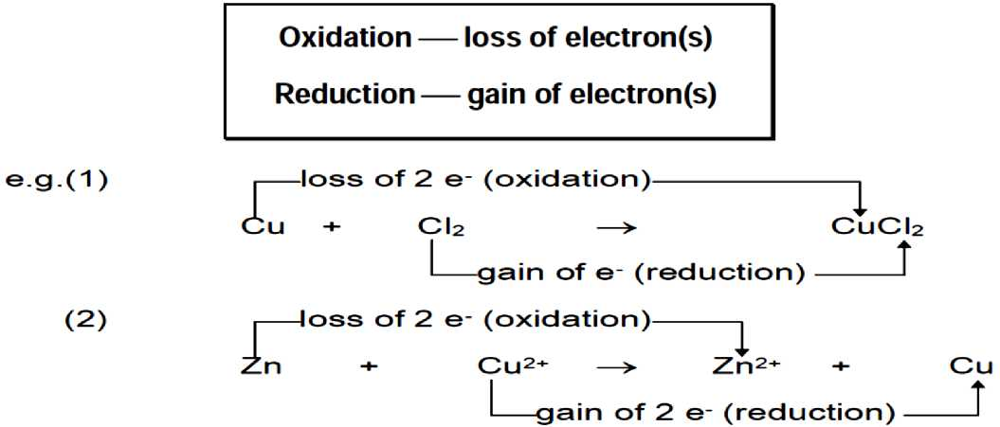 Oxidation — loss of electron(s)
Reduction — gain of electron(s)
e.g.(1) loss of 2 e⁻ (oxidation)
Cu + Cl₂ → CuCl₂
gain of e⁻ (reduction)
(2) loss of 2 e⁻ (oxidation)
Zn + Cu²⁺ → Zn²⁺ + Cu
gain of 2 e⁻ (reduction)